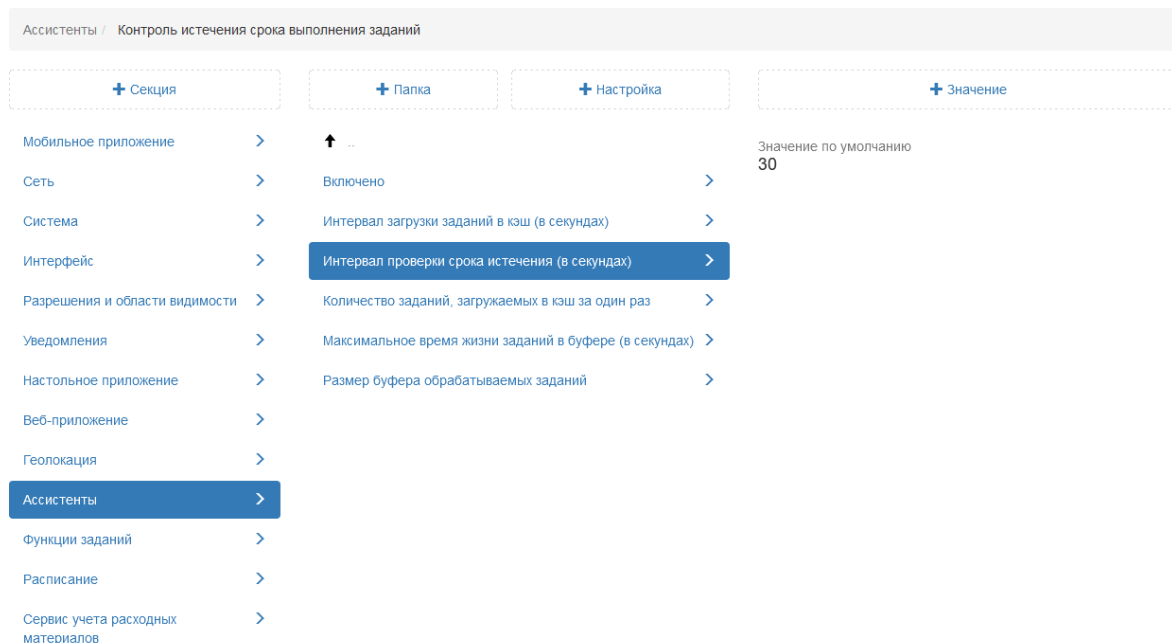 Ассистенты / Контроль истечения срока выполнения заданий
+ Секция
+ Папка
+ Настройка
+ Значение
Мобильное приложение
Сеть
Система
Интерфейс
Разрешения и области видимости
Уведомления
Настольное приложение
Веб-приложение
Геолокация
Ассистенты
Функции заданий
Расписание
Сервис учета расходных
материалов
..
Включено
Интервал загрузки заданий в кэш (в секундах)
Интервал проверки срока истечения (в секундах)
Количество заданий, загружаемых в кэш за один раз
Максимальное время жизни заданий в буфере (в секундах)
Размер буфера обрабатываемых заданий
Значение по умолчанию
30